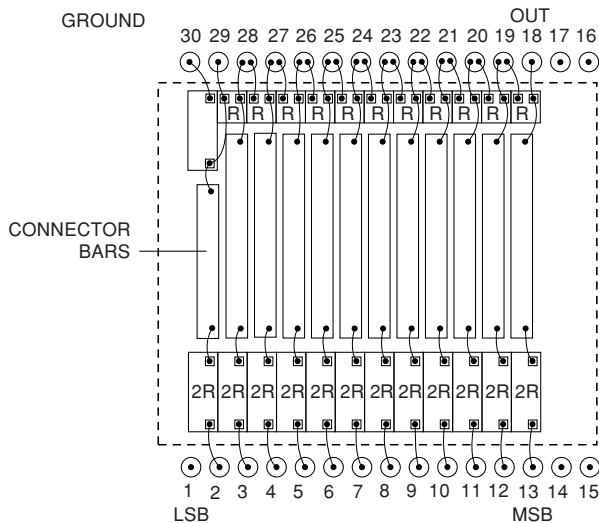 GROUND OUT
30 29 28 27 26 25 24 23 22 21 20 19 18 17 16
R R R R R R R R R R R
CONNECTOR
BARS
2R 2R 2R 2R 2R 2R 2R 2R 2R 2R 2R 2R
1 2 3 4 5 6 7 8 9 10 11 12 13 14 15
LSB MSB